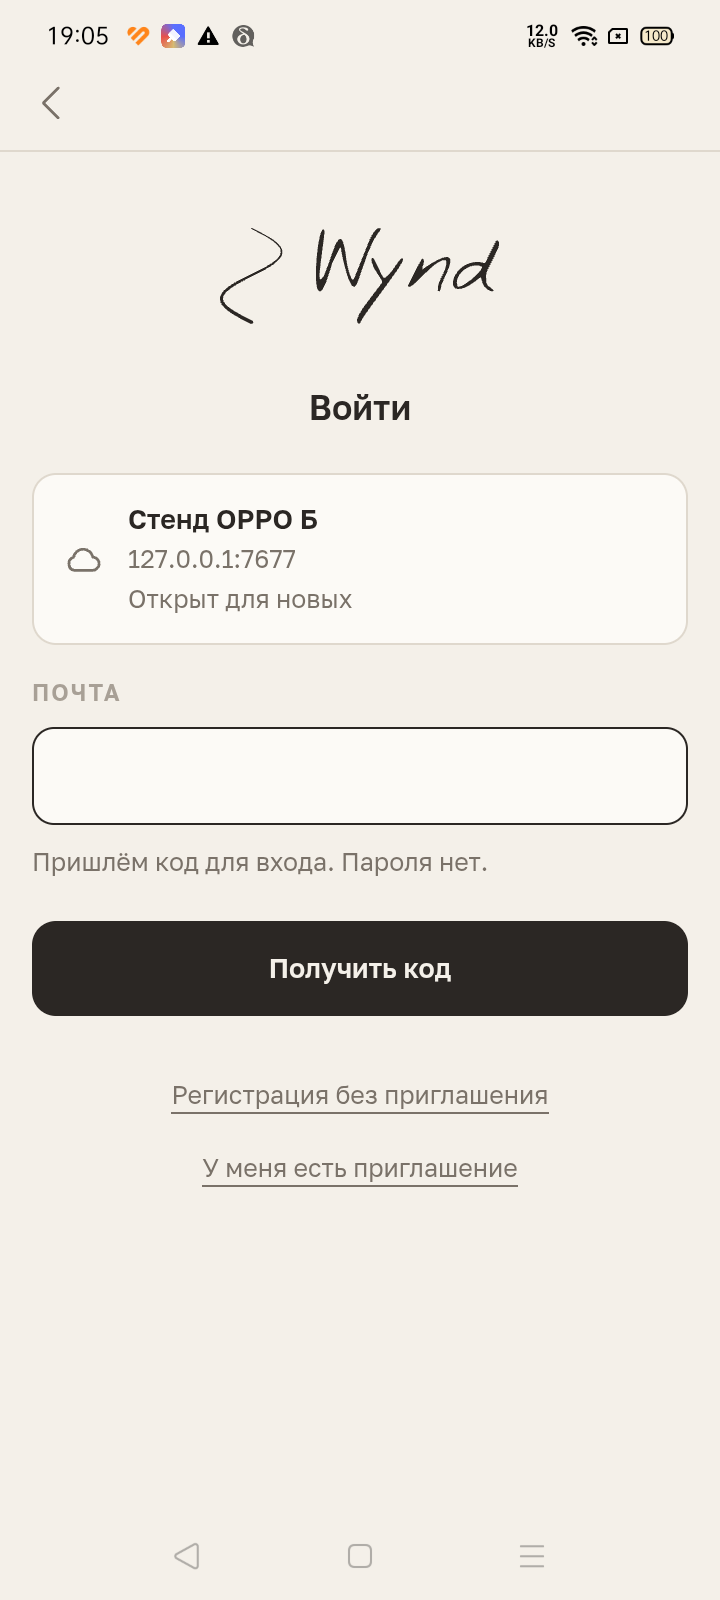 19:05
12.0
KB/S
100
Wynd
Войти
Стенд OPPO Б
127.0.0.1:7677
Открыт для новых
ПОЧТА
Пришлём код для входа. Пароля нет.
Получить код
Регистрация без приглашения
У меня есть приглашение